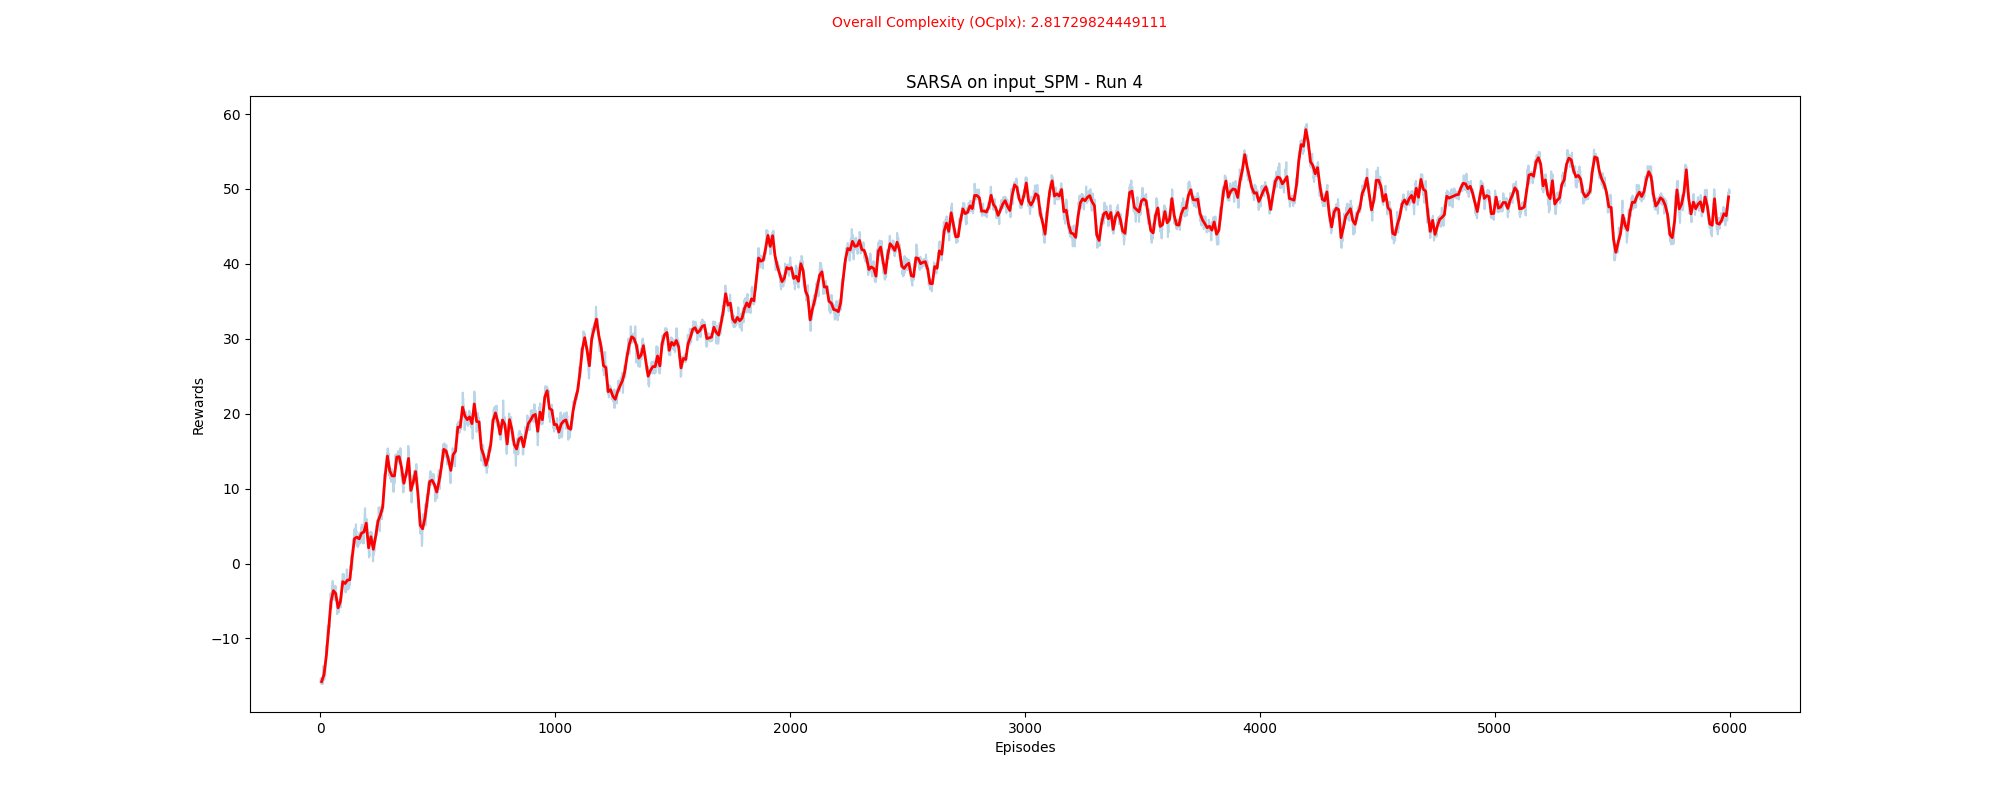 Overall Complexity (OCplx): 2.81729824449111
SARSA on input_SPM - Run 4
60
50
40
30
20
10
0
−10
Rewards
0 1000 2000 3000 4000 5000 6000
Episodes